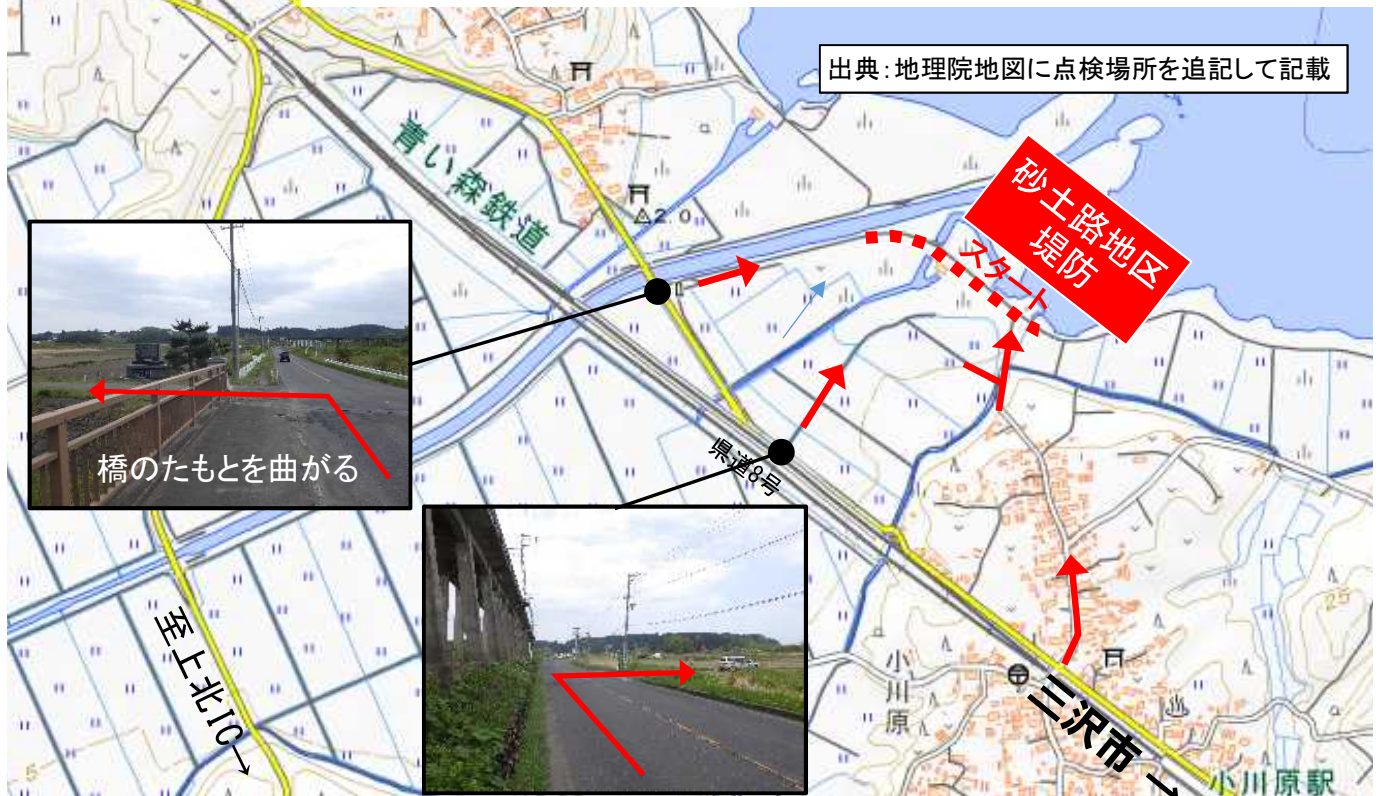 出典:地理院地図に点検場所を追記して記載
青い森鉄道
2.0
砂土路地区
堤防
スタート
橋のたもとを曲がる
県道8号
至上北IC→
25
小川原
三沢市→
5
小川原駅